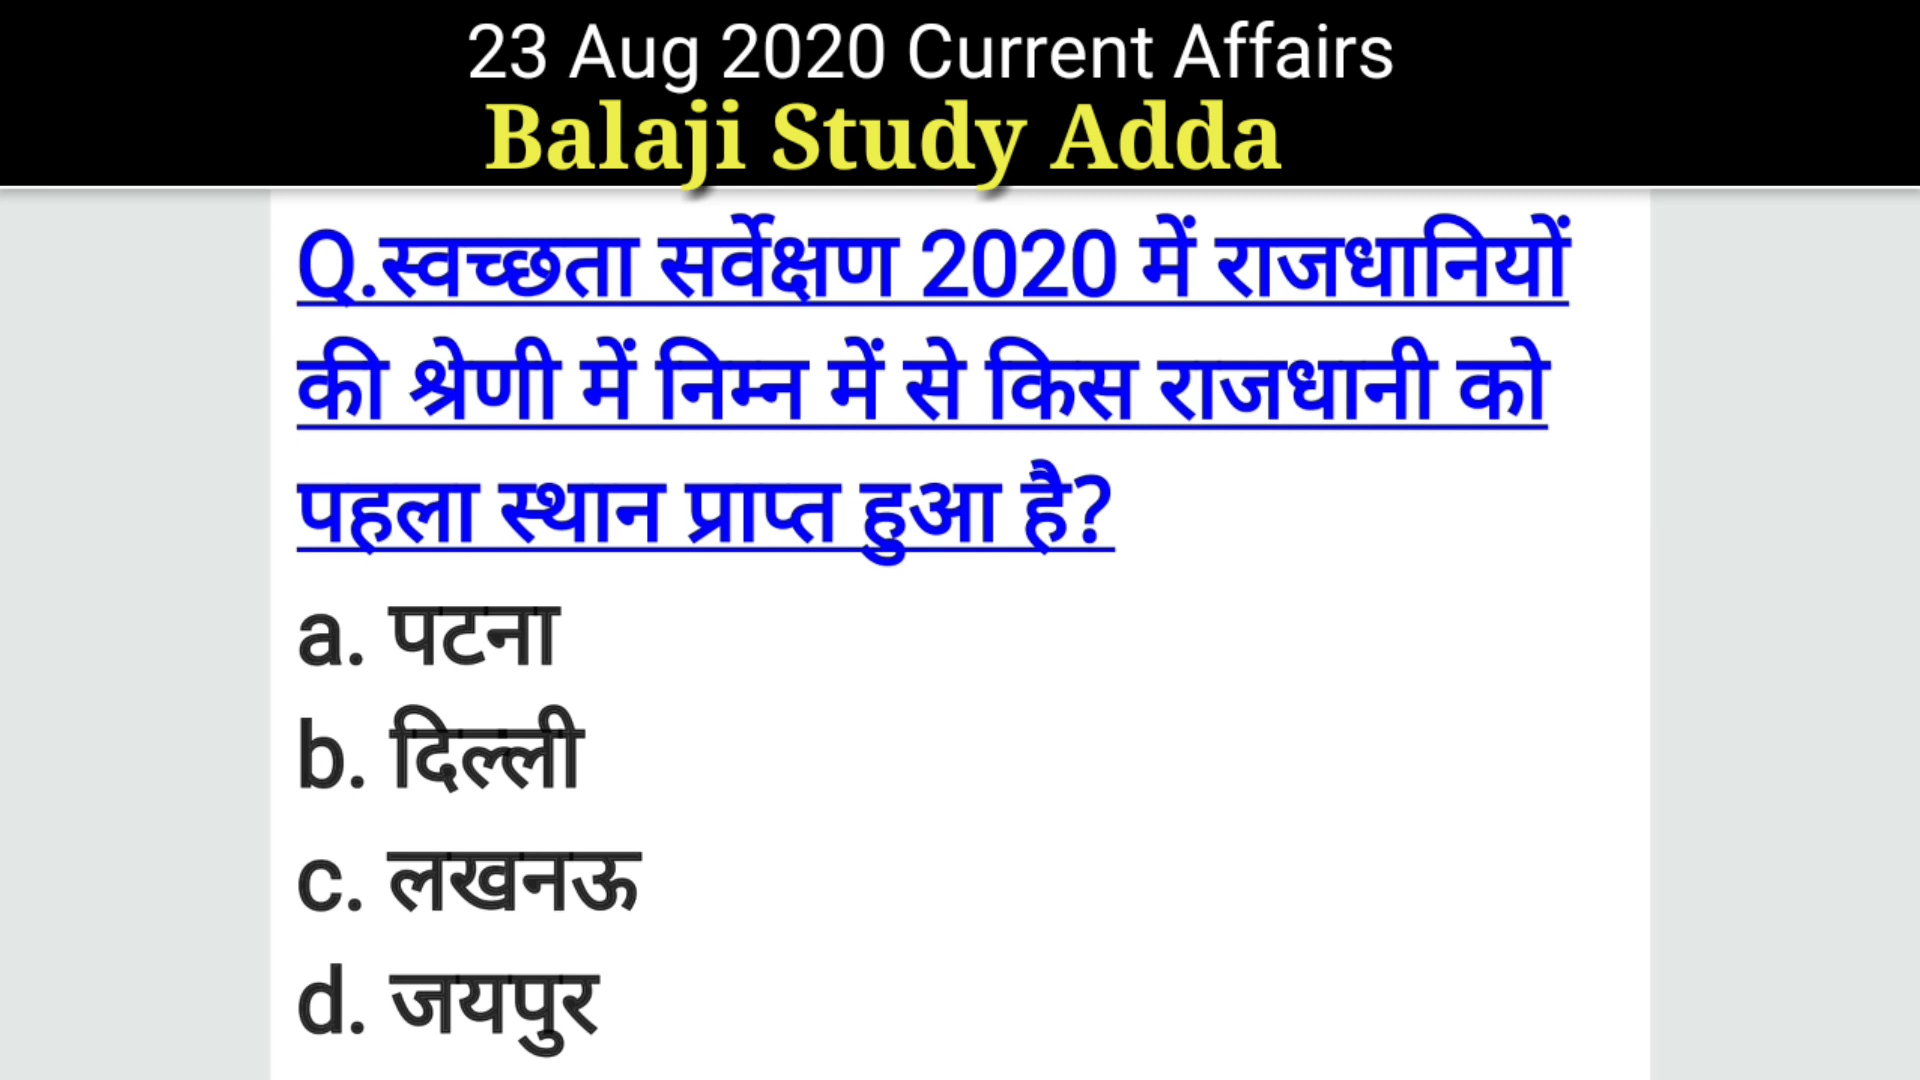 23 Aug 2020 Current Affairs
Balaji Study Adda
Q.स्वच्छता सर्वेक्षण 2020 में राजधानियों
की श्रेणी में निम्न में से किस राजधानी को
पहला स्थान प्राप्त हुआ है?
a. पटना
b. दिल्ली
c. लखनऊ
d. जयपुर